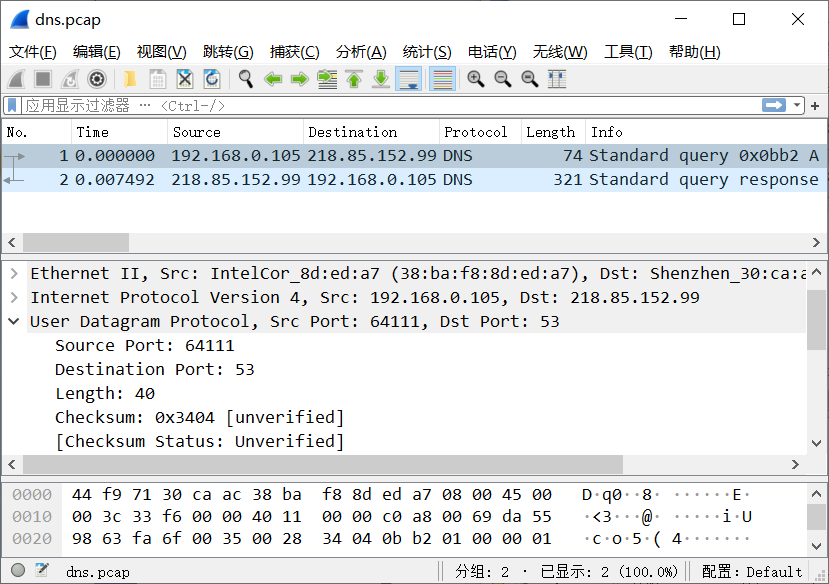 dns.pcap
文件(F) 编辑(E) 视图(V) 跳转(G) 捕获(C) 分析(A) 统计(S) 电话(Y) 无线(W) 工具(T) 帮助(H)
应用显示过滤器 … <Ctrl-/>
No. Time Source Destination Protocol Length Info
1 0.000000 192.168.0.105 218.85.152.99 DNS 74 Standard query 0x0bb2 A
2 0.007492 218.85.152.99 192.168.0.105 DNS 321 Standard query response
Ethernet II, Src: IntelCor_8d:ed:a7 (38:ba:f8:8d:ed:a7), Dst: Shenzhen_30:ca:a
Internet Protocol Version 4, Src: 192.168.0.105, Dst: 218.85.152.99
User Datagram Protocol, Src Port: 64111, Dst Port: 53
Source Port: 64111
Destination Port: 53
Length: 40
Checksum: 0x3404 [unverified]
[Checksum Status: Unverified]
0000 44 f9 71 30 ca ac 38 ba f8 8d ed a7 08 00 45 00 D·q0··8· ······E·
0010 00 3c 33 f6 00 00 40 11 00 00 c0 a8 00 69 da 55 ·<3···@· ·····i·U
0020 98 63 fa 6f 00 35 00 28 34 04 0b b2 01 00 00 01 ·c·o·5·( 4·······
dns.pcap 分组: 2 · 已显示: 2 (100.0%) 配置: Default